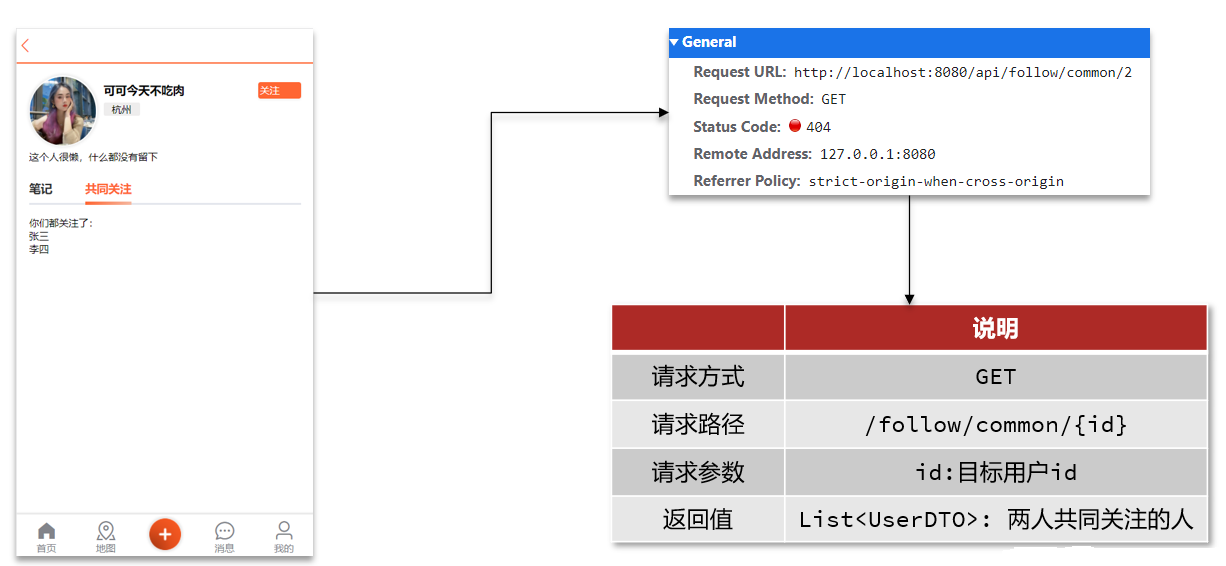 可可今天不吃肉
关注
杭州
这个人很懒，什么都没有留下
笔记
共同关注
你们都关注了：
张三
李四
首页
地图
消息
我的
General
Request URL: http://localhost:8080/api/follow/common/2
Request Method: GET
Status Code: 404
Remote Address: 127.0.0.1:8080
Referrer Policy: strict-origin-when-cross-origin
说明
请求方式 GET
请求路径 /follow/common/{id}
请求参数 id:目标用户id
返回值 List<UserDTO>: 两人共同关注的人